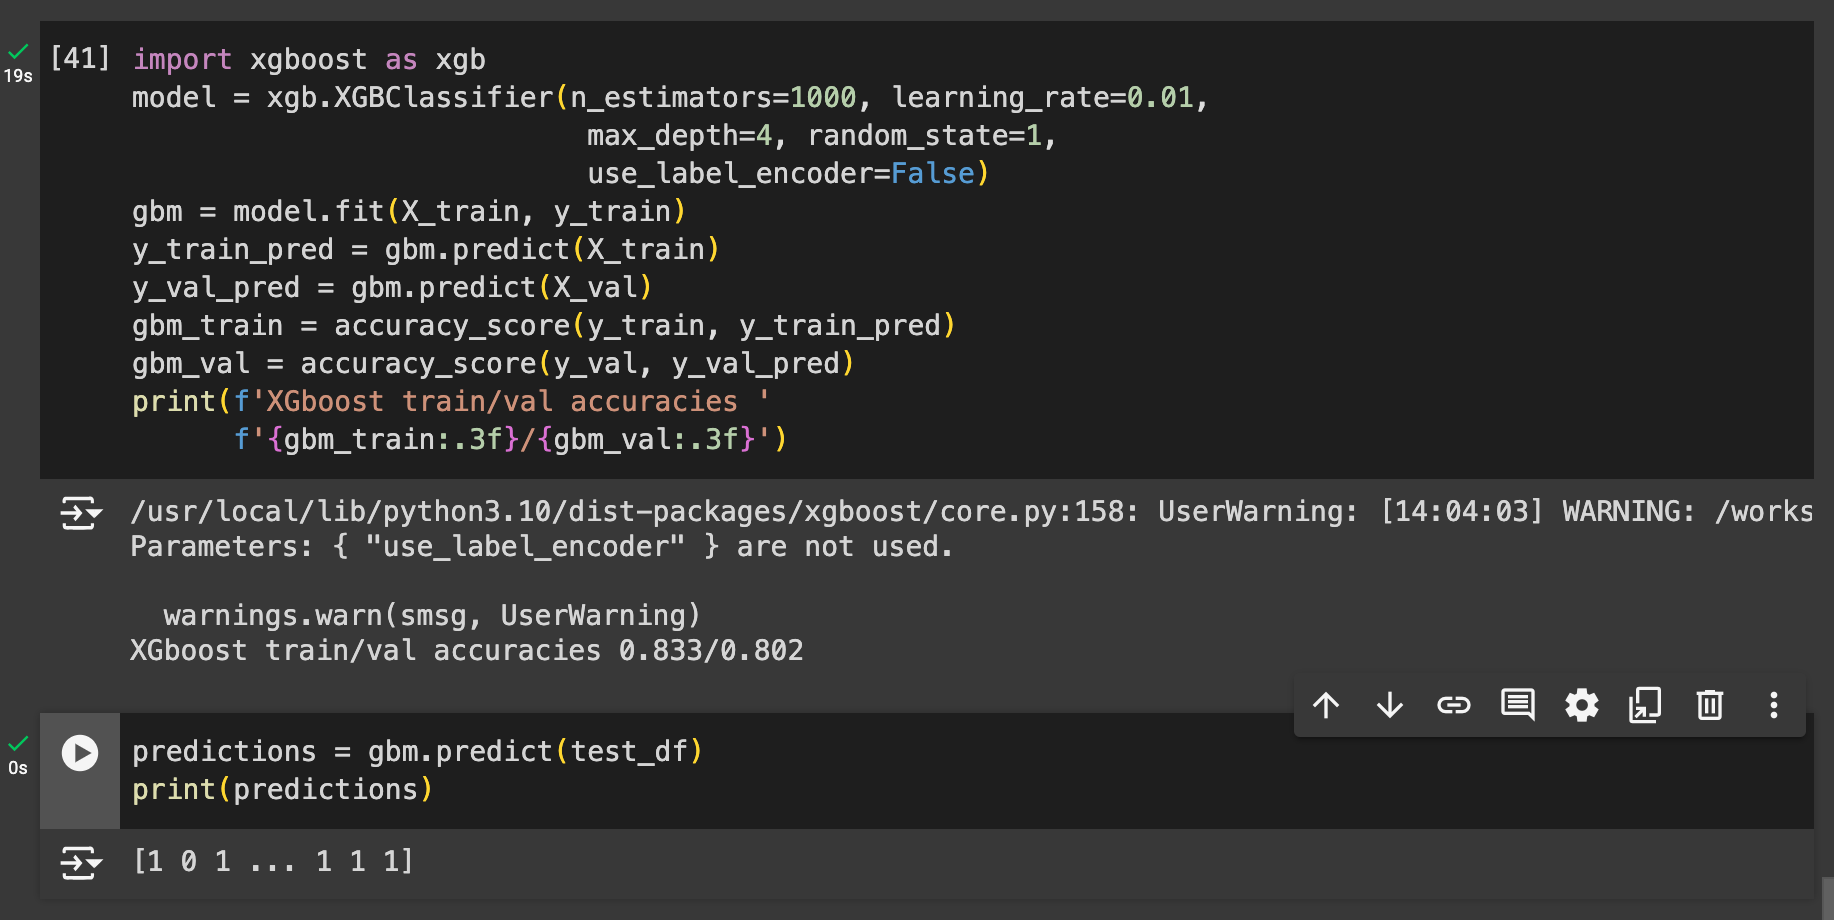 [41] import xgboost as xgb
19s
model = xgb.XGBClassifier(n_estimators=1000, learning_rate=0.01,
max_depth=4, random_state=1,
use_label_encoder=False)
gbm = model.fit(X_train, y_train)
y_train_pred = gbm.predict(X_train)
y_val_pred = gbm.predict(X_val)
gbm_train = accuracy_score(y_train, y_train_pred)
gbm_val = accuracy_score(y_val, y_val_pred)
print(f'XGboost train/val accuracies '
f'{gbm_train:.3f}/{gbm_val:.3f}')
/usr/local/lib/python3.10/dist-packages/xgboost/core.py:158: UserWarning: [14:04:03] WARNING: /works
Parameters: { "use_label_encoder" } are not used.
warnings.warn(smsg, UserWarning)
XGboost train/val accuracies 0.833/0.802
predictions = gbm.predict(test_df)
0s
print(predictions)
[1 0 1 ... 1 1 1]